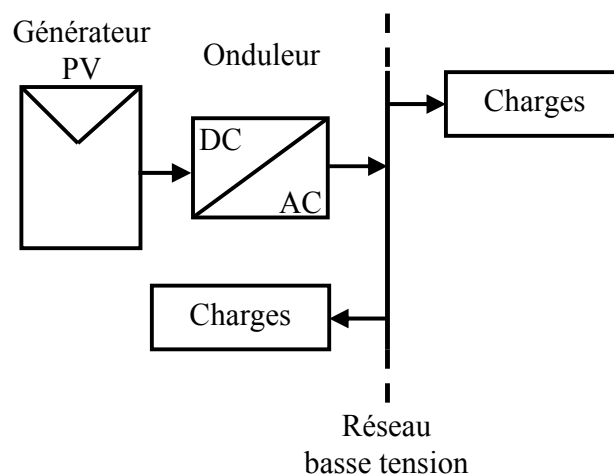 Générateur
PV
Onduleur
Charges
DC
AC
Charges
Réseau
basse tension